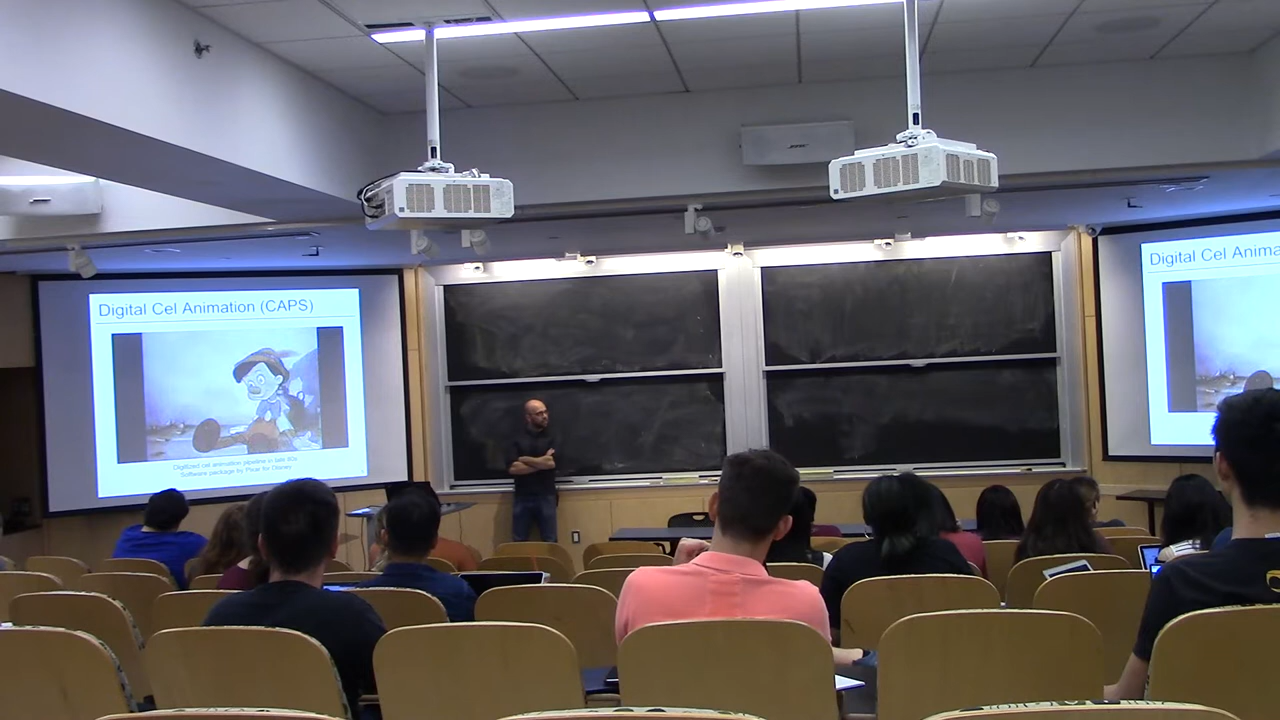 Digital Cel Animation (CAPS)
Digitized cel animation pipeline in late 80s
Software package by Pixar for Disney
Digital Cel Anima
BOSE